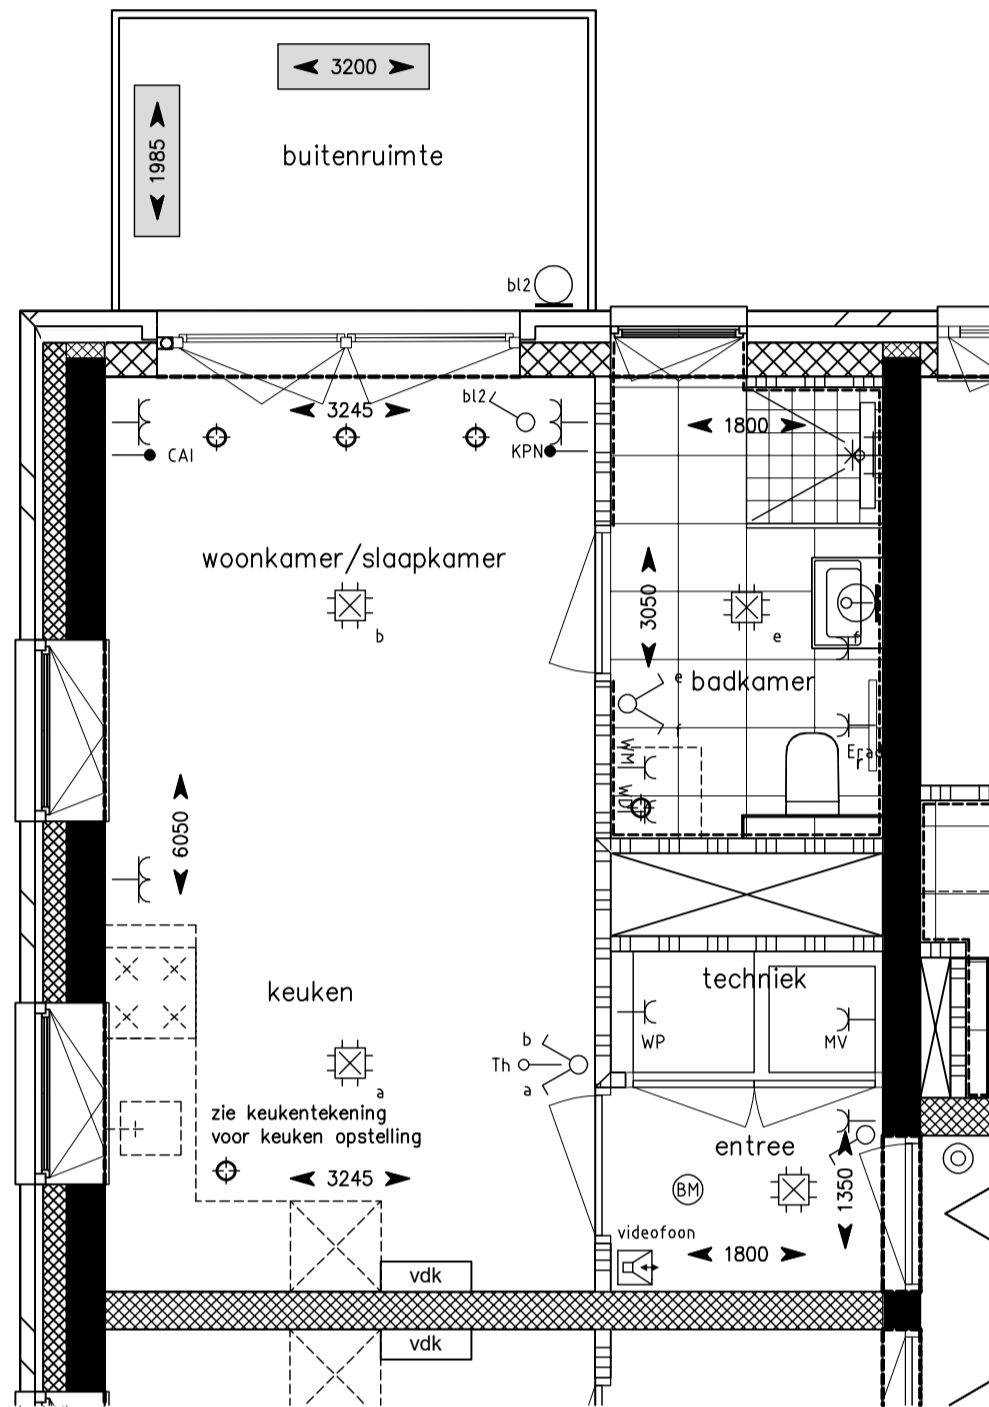 3200
1985
buitenruimte
bl2
3245
bl2
1800
CAI
KPN
woonkamer/slaapkamer
b
3050
e
f
e
badkamer
f
WM
Erad
r
WD
6050
techniek
keuken
WP
MV
b
Th
a
a
zie keukentekening
voor keuken opstelling
entree
3245
BM
1350
videofoon
1800
vdk
vdk